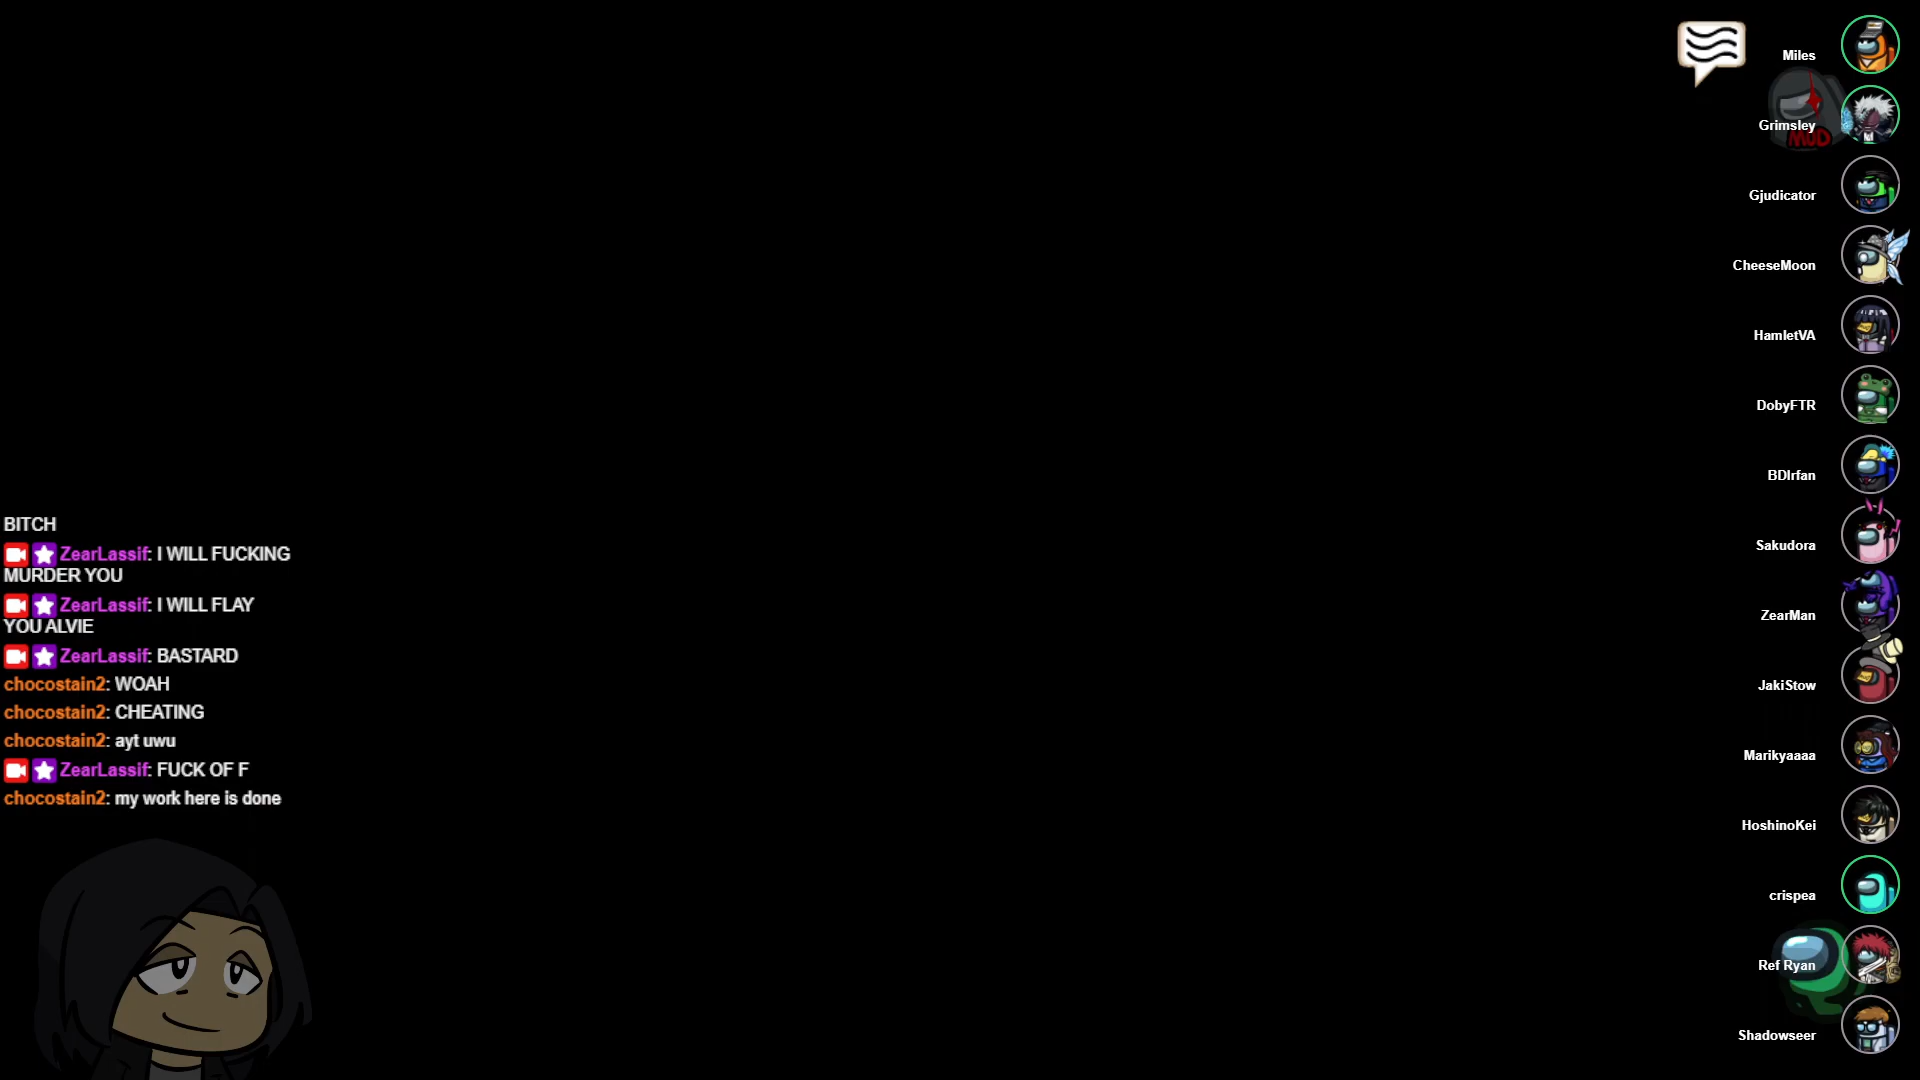 Miles
Grimsley
MUD
Gjudicator
CheeseMoon
HamletVA
DobyFTR
BDIrfan
BITCH
ZearLassif: I WILL FUCKING
MURDER YOU
ZearLassif: I WILL FLAY
YOU ALVIE
ZearLassif: BASTARD
chocostain2: WOAH
chocostain2: CHEATING
chocostain2: ayt uwu
ZearLassif: FUCK OF F
chocostain2: my work here is done
Sakudora
ZearMan
JakiStow
Marikyaaaa
HoshinoKei
crispea
Ref Ryan
Shadowseer